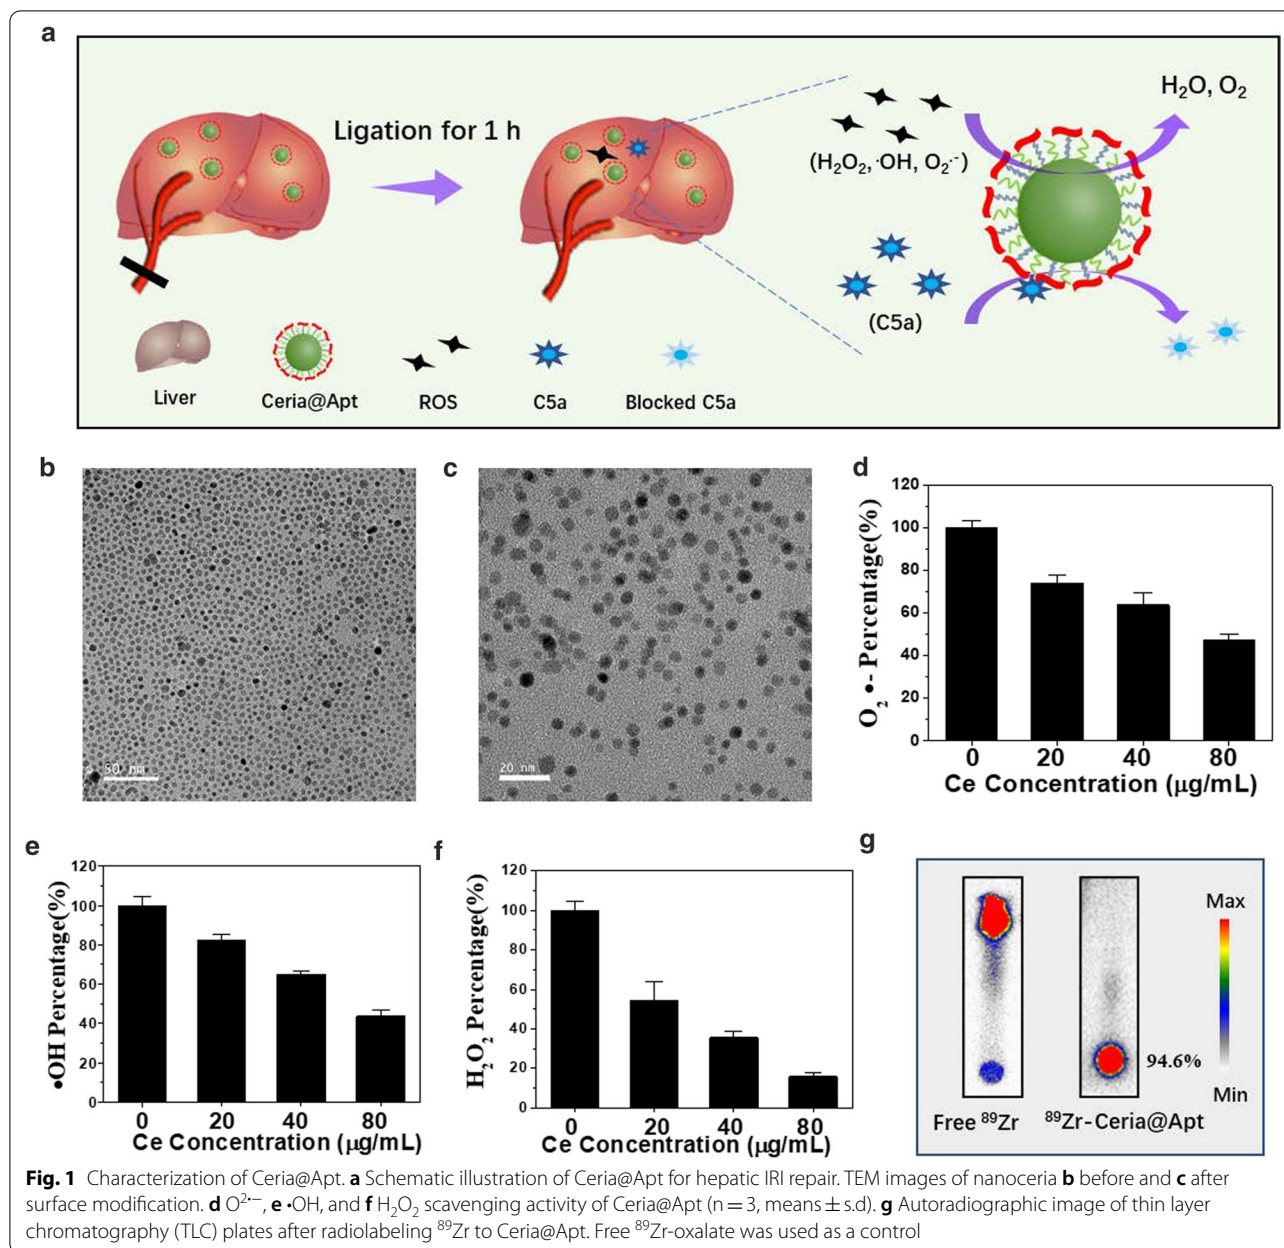 a
Ligation for 1 h
H₂O, O₂
(H₂O₂, ·OH, O₂·⁻)
(C5a)
Liver
Ceria@Apt
ROS
C5a
Blocked C5a
b
50 nm
c
20 nm
d
O₂ •- Percentage(%)
120
100
80
60
40
20
0
0 20 40 80
Ce Concentration (μg/mL)
e
•OH Percentage(%)
120
100
80
60
40
20
0
0 20 40 80
Ce Concentration (μg/mL)
f
H₂O₂ Percentage(%)
120
100
80
60
40
20
0
0 20 40 80
Ce Concentration (μg/mL)
g
Max
94.6%
Min
Free ⁸⁹Zr
⁸⁹Zr-Ceria@Apt
Fig. 1 Characterization of Ceria@Apt. a Schematic illustration of Ceria@Apt for hepatic IRI repair. TEM images of nanoceria b before and c after
surface modification. d O²·⁻, e ·OH, and f H₂O₂ scavenging activity of Ceria@Apt (n = 3, means ± s.d). g Autoradiographic image of thin layer
chromatography (TLC) plates after radiolabeling ⁸⁹Zr to Ceria@Apt. Free ⁸⁹Zr-oxalate was used as a control